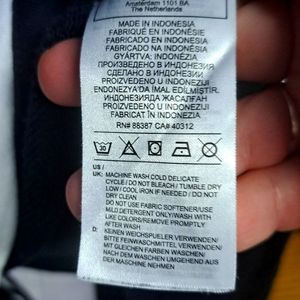 Amsterdam 1101 BA
The Netherlands
MADE IN INDONESIA
FABRIQUÉ EN INDONÉSIE
FABRICADO EN INDONESIA
FABRICADO NA INDONÉSIA
GYÁRTVA: INDONÉZIA
ПРОИЗВЕДЕНО В ИНДОНЕЗИЯ
СДЕЛАНО В ИНДОНЕЗИИ
ENDONEZYA'DA İMAL EDİLMİŞTİR.
ИНДОНЕЗИЯДА ЖАСАЛҒАН
PROIZVEDENO U INDONEZIJI
PROIZVEDENO U INDONEZIJI
FABRICAT ÎN INDONEZIA
RN# 88387 CA# 40312
30
US /
UK: MACHINE WASH COLD DELICATE
CYCLE / DO NOT BLEACH / TUMBLE DRY
LOW / COOL IRON IF NEEDED / DO NOT
DRY CLEAN
DO NOT USE FABRIC SOFTENER/USE
MILD DETERGENT ONLY/WASH WITH
LIKE COLORS/REMOVE PROMPTLY
AFTER WASH
D: KEINEN WEICHSPUELER VERWENDEN/
BITTE FEINWASCHMITTEL VERWENDEN/
MIT GLEICHEN FARBEN WASCHEN/
NACH DEM WASCHEN UMGEHEND AUS
DER MASCHINE NEHMEN